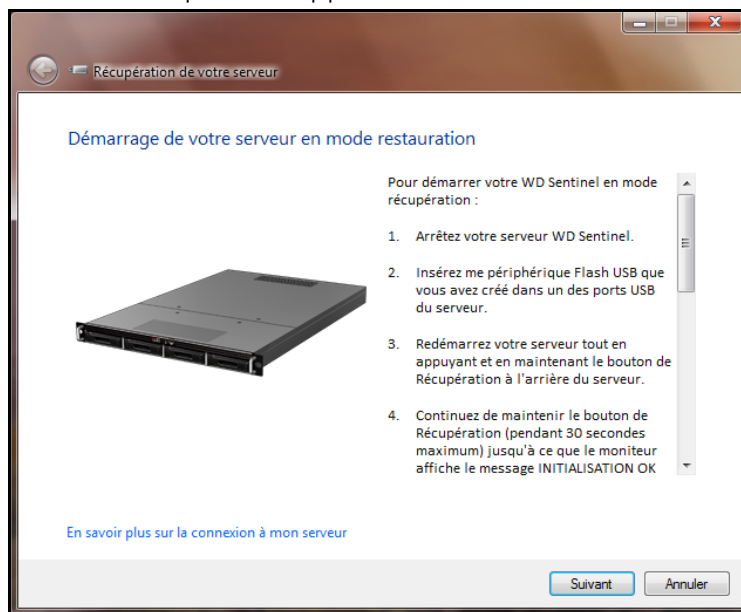 Récupération de votre serveur
Démarrage de votre serveur en mode restauration
Pour démarrer votre WD Sentinel en mode
récupération :
1. Arrêtez votre serveur WD Sentinel.
2. Insérez me périphérique Flash USB que
vous avez créé dans un des ports USB
du serveur.
3. Redémarrez votre serveur tout en
appuyant et en maintenant le bouton de
Récupération à l'arrière du serveur.
4. Continuez de maintenir le bouton de
Récupération (pendant 30 secondes
maximum) jusqu'à ce que le moniteur
affiche le message INITIALISATION OK
En savoir plus sur la connexion à mon serveur
Suivant
Annuler